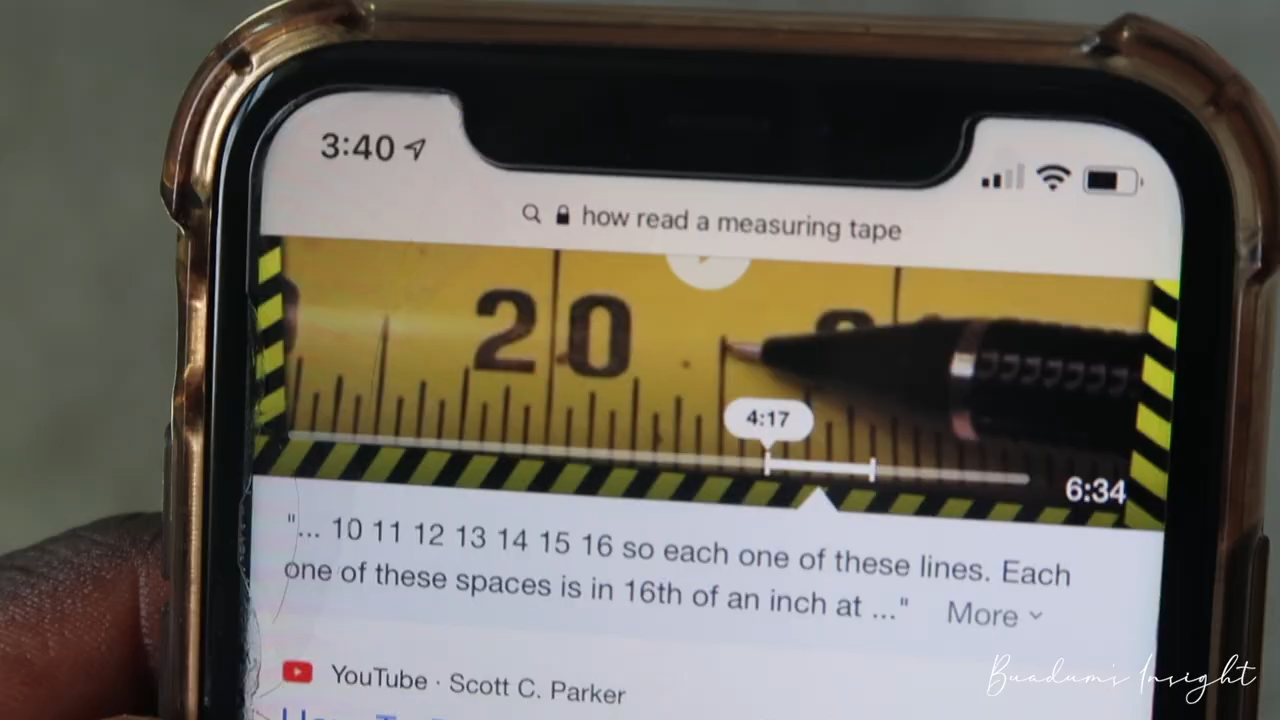 3:40
how read a measuring tape
20
4:17
6:34
"... 10 11 12 13 14 15 16 so each one of these lines. Each
one of these spaces is in 16th of an inch at ..." More
YouTube · Scott C. Parker
Buadum's Insight